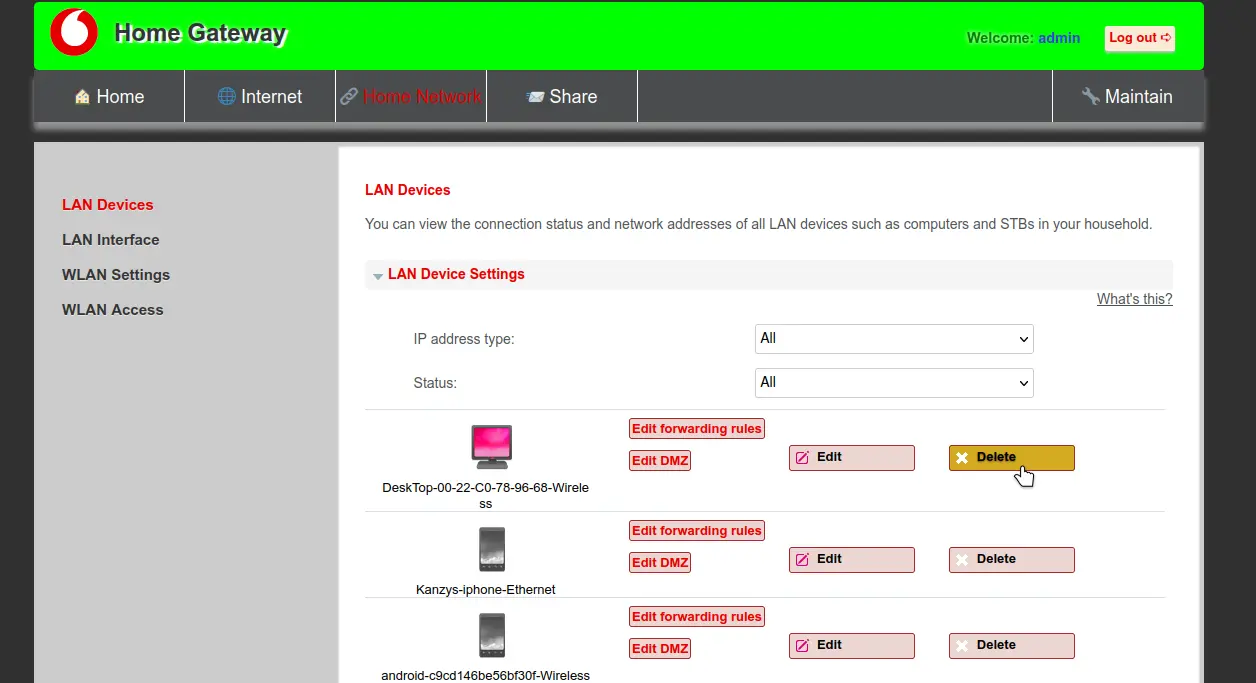 Home Gateway
Welcome: admin
Log out
Home
Internet
Home Network
Share
Maintain
LAN Devices
LAN Interface
WLAN Settings
WLAN Access
LAN Devices
You can view the connection status and network addresses of all LAN devices such as computers and STBs in your household.
LAN Device Settings
What's this?
IP address type:
All
Status:
All
Edit forwarding rules
Edit DMZ
Edit
Delete
DeskTop-00-22-C0-78-96-68-Wirele
ss
Edit forwarding rules
Edit DMZ
Edit
Delete
Kanzys-iphone-Ethernet
Edit forwarding rules
Edit DMZ
Edit
Delete
android-c9cd146be56bf30f-Wireless